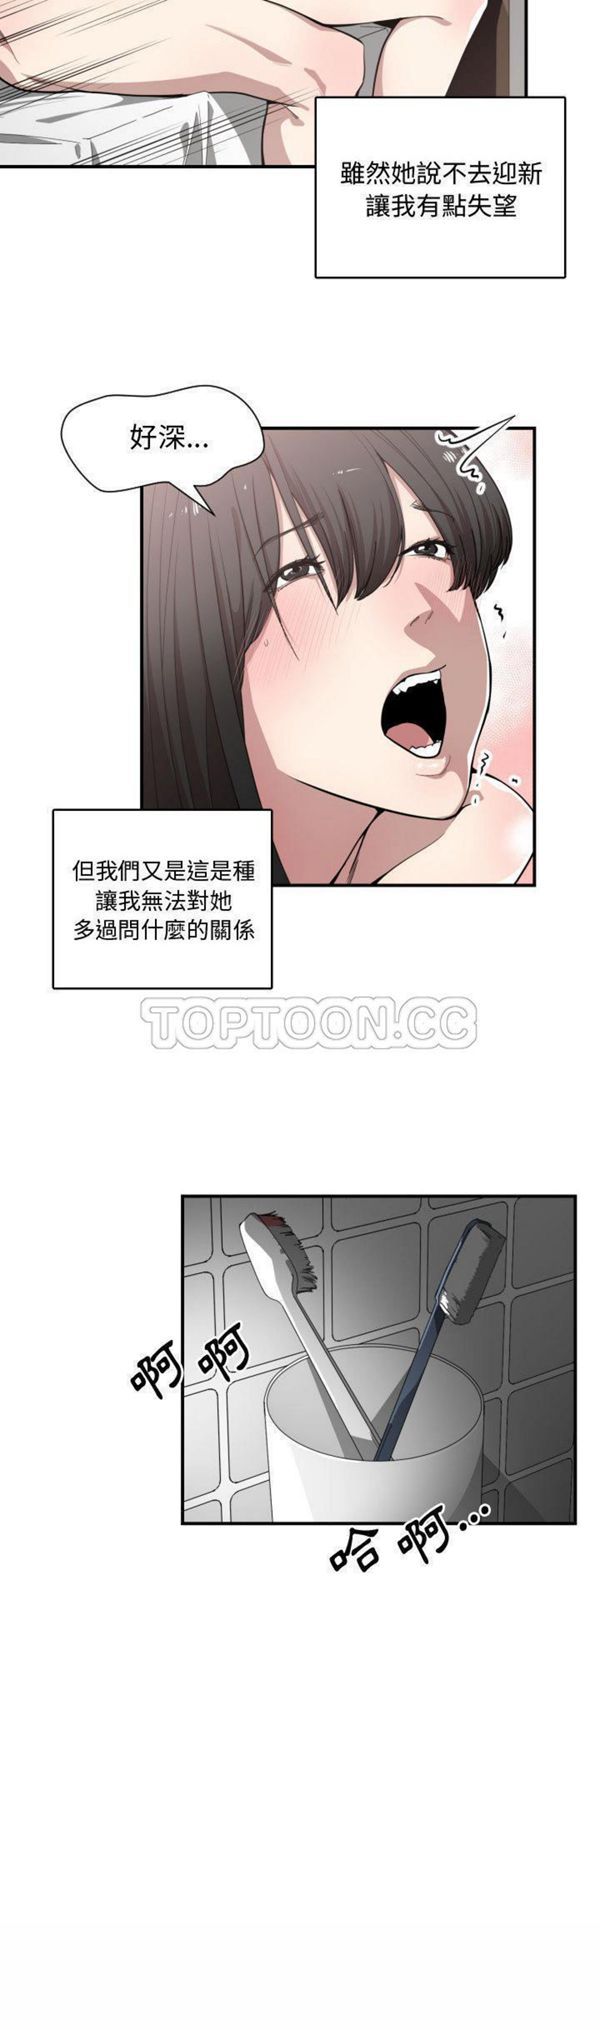 雖然她說不去迎新
讓我有點失望
好深...
但我們又是這是種
讓我無法對她
多過問什麼的關係
TOPTOON.CC
啊 啊
哈 啊...